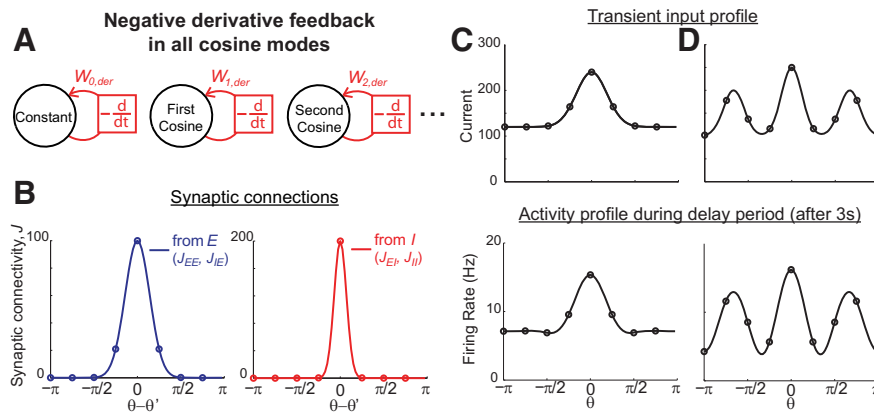 A
Negative derivative feedback
in all cosine modes
W0,der
W1,der
W2,der
Constant
First
Cosine
Second
Cosine
-d/dt
-d/dt
-d/dt
...
B
Synaptic connections
Synaptic connectivity, J
100
0
from E
(JEE, JIE)
−π
−π/2
0
π/2
π
θ−θ'
200
0
from I
(JEI, JII)
−π
−π/2
0
π/2
π
θ−θ'
C
D
Transient input profile
Current
300
200
100
0
Activity profile during delay period (after 3s)
Firing Rate (Hz)
20
10
0
−π
−π/2
0
π/2
π
θ
−π
−π/2
0
π/2
θ